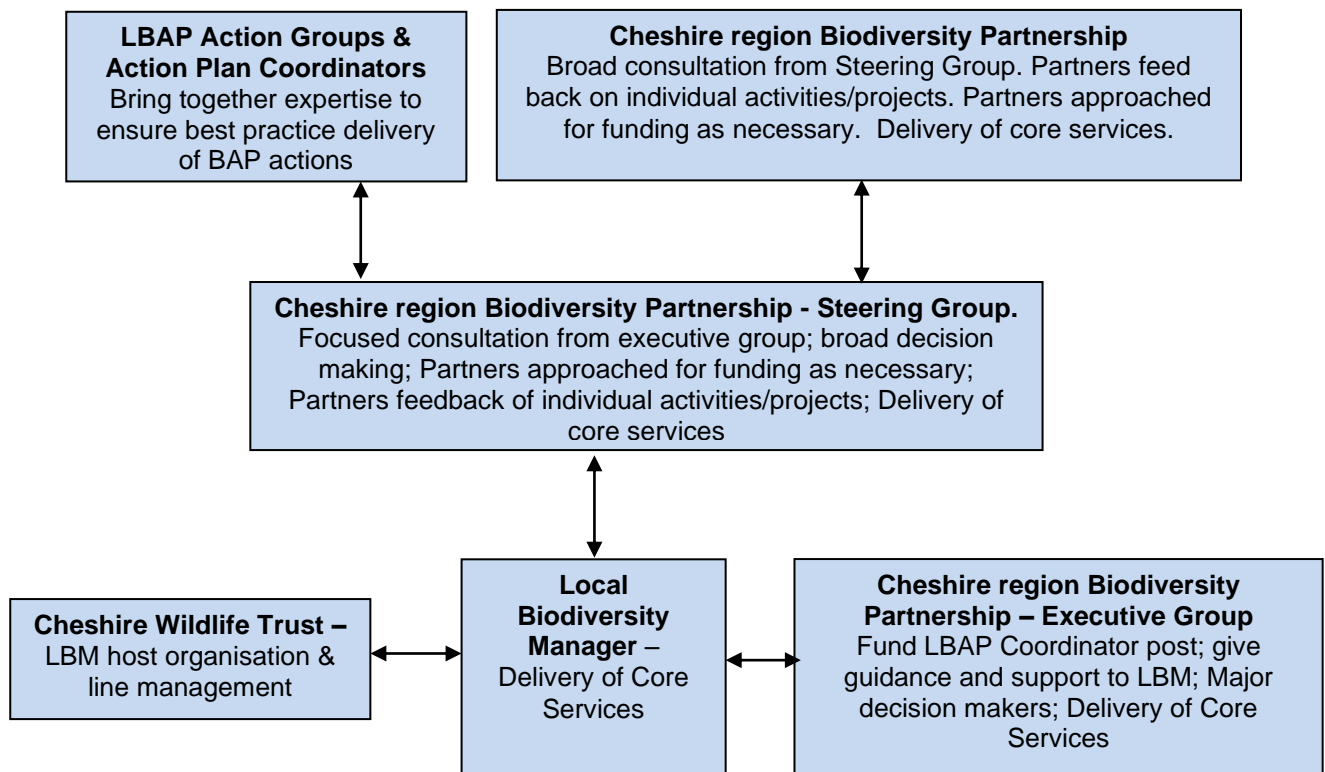 LBAP Action Groups &
Action Plan Coordinators
Bring together expertise to
ensure best practice delivery
of BAP actions
Cheshire region Biodiversity Partnership
Broad consultation from Steering Group. Partners feed
back on individual activities/projects. Partners approached
for funding as necessary.  Delivery of core services.
Cheshire region Biodiversity Partnership - Steering Group.
Focused consultation from executive group; broad decision
making; Partners approached for funding as necessary;
Partners feedback of individual activities/projects; Delivery of
core services
Cheshire Wildlife Trust –
LBM host organisation &
line management
Local
Biodiversity
Manager –
Delivery of Core
Services
Cheshire region Biodiversity
Partnership – Executive Group
Fund LBAP Coordinator post; give
guidance and support to LBM; Major
decision makers; Delivery of Core
Services